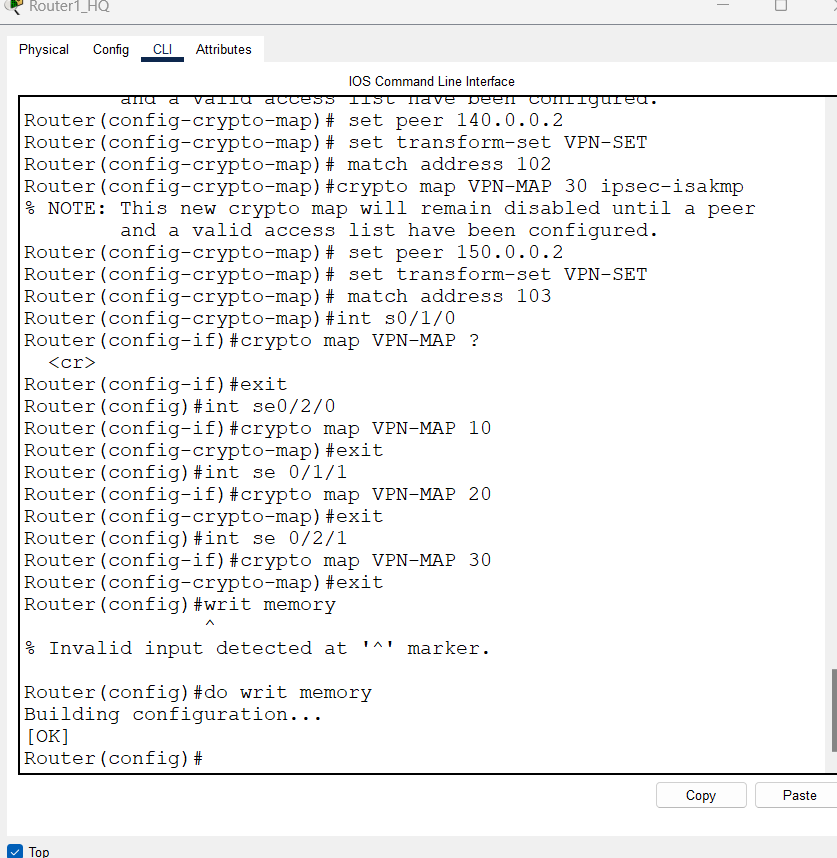 Router1_HQ
Physical Config CLI Attributes
IOS Command Line Interface
and a valid access list have been configured.
Router(config-crypto-map)# set peer 140.0.0.2
Router(config-crypto-map)# set transform-set VPN-SET
Router(config-crypto-map)# match address 102
Router(config-crypto-map)#crypto map VPN-MAP 30 ipsec-isakmp
% NOTE: This new crypto map will remain disabled until a peer
and a valid access list have been configured.
Router(config-crypto-map)# set peer 150.0.0.2
Router(config-crypto-map)# set transform-set VPN-SET
Router(config-crypto-map)# match address 103
Router(config-crypto-map)#int s0/1/0
Router(config-if)#crypto map VPN-MAP ?
<cr>
Router(config-if)#exit
Router(config)#int se0/2/0
Router(config-if)#crypto map VPN-MAP 10
Router(config-crypto-map)#exit
Router(config)#int se 0/1/1
Router(config-if)#crypto map VPN-MAP 20
Router(config-crypto-map)#exit
Router(config)#int se 0/2/1
Router(config-if)#crypto map VPN-MAP 30
Router(config-crypto-map)#exit
Router(config)#writ memory
^
% Invalid input detected at '^' marker.
Router(config)#do writ memory
Building configuration...
[OK]
Router(config)#
Copy Paste
Top